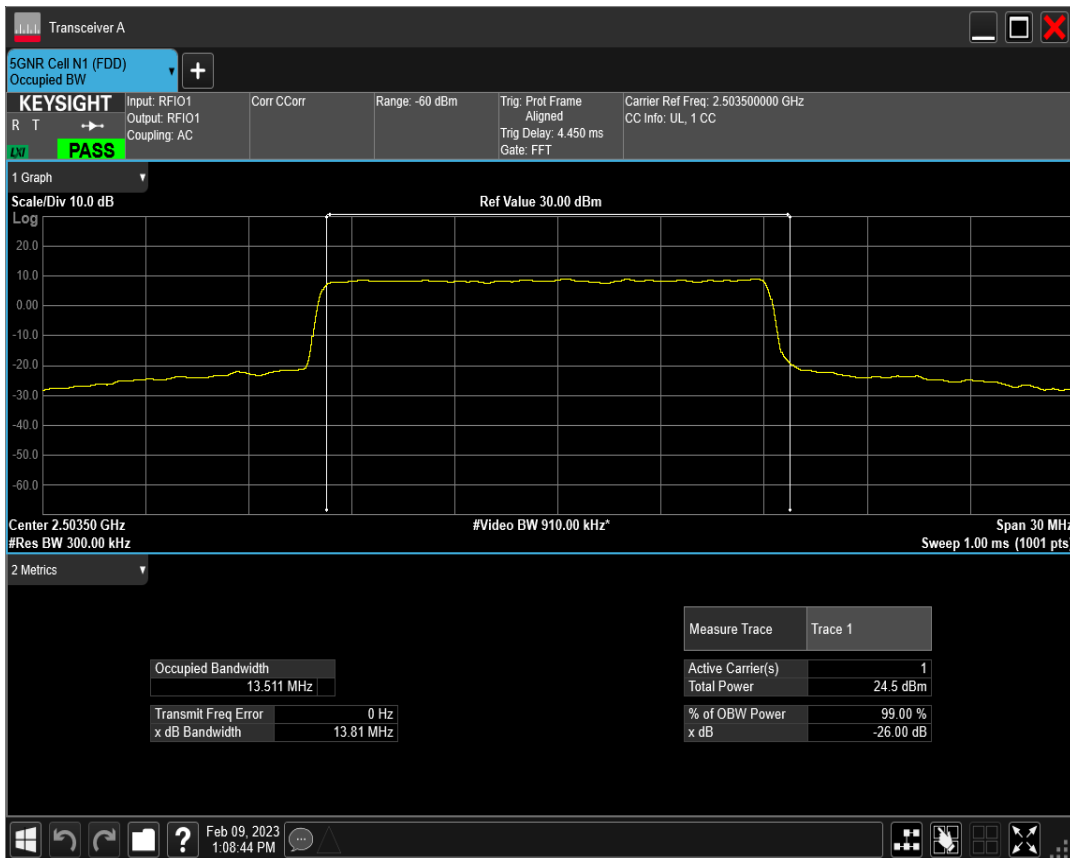 Transceiver A
5GNR Cell N1 (FDD)
Occupied BW
+
KEYSIGHT
R T
LXI
PASS
Input: RFIO1
Output: RFIO1
Coupling: AC
Corr CCorr
Range: -60 dBm
Trig: Prot Frame
Aligned
Trig Delay: 4.450 ms
Gate: FFT
Carrier Ref Freq: 2.503500000 GHz
CC Info: UL, 1 CC
1 Graph
Scale/Div 10.0 dB
Ref Value 30.00 dBm
Log
20.0
10.0
0.00
-10.0
-20.0
-30.0
-40.0
-50.0
-60.0
Center 2.50350 GHz
#Video BW 910.00 kHz*
Span 30 MHz
#Res BW 300.00 kHz
Sweep 1.00 ms (1001 pts)
2 Metrics
Measure Trace Trace 1
Occupied Bandwidth
13.511 MHz
Active Carrier(s) 1
Total Power 24.5 dBm
Transmit Freq Error 0 Hz
x dB Bandwidth 13.81 MHz
% of OBW Power 99.00 %
x dB -26.00 dB
?
Feb 09, 2023
1:08:44 PM